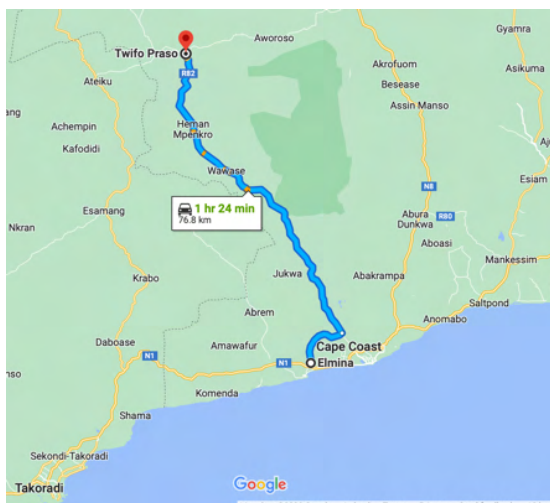 Gyamra
Aworoso
Twifo Praso
Akrofuom
Asikuma
R82
Ateiku
Besease
Assin Manso
Heman
Mpenkro
Achempin
Kafodidi
Wawase
Esiam
N8
1 hr 24 min
76.8 km
Esamang
Abura
Dunkwa
R80
Nkran
Aboasi
Mankessim
Jukwa
Abakrampa
Krabo
Saltpond
Abrem
Anomabo
Daboase
Amawafur
Cape Coast
N1
N1
Elmina
Komenda
Shama
Sekondi-Takoradi
Takoradi
Google